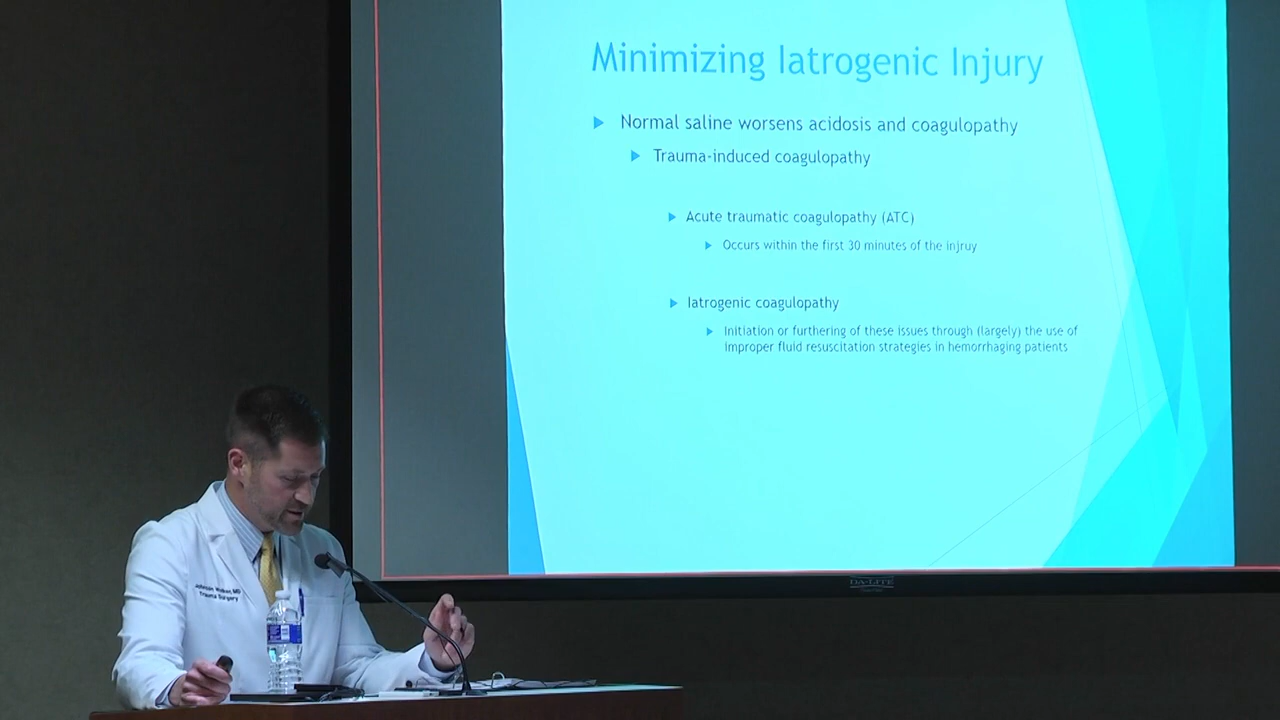 Minimizing Iatrogenic Injury
Normal saline worsens acidosis and coagulopathy
Trauma-induced coagulopathy
Acute traumatic coagulopathy (ATC)
Occurs within the first 30 minutes of the injruy
Iatrogenic coagulopathy
Initiation or furthering of these issues through (largely) the use of
improper fluid resuscitation strategies in hemorrhaging patients
DA-LITE
MD
Trauma Surgery